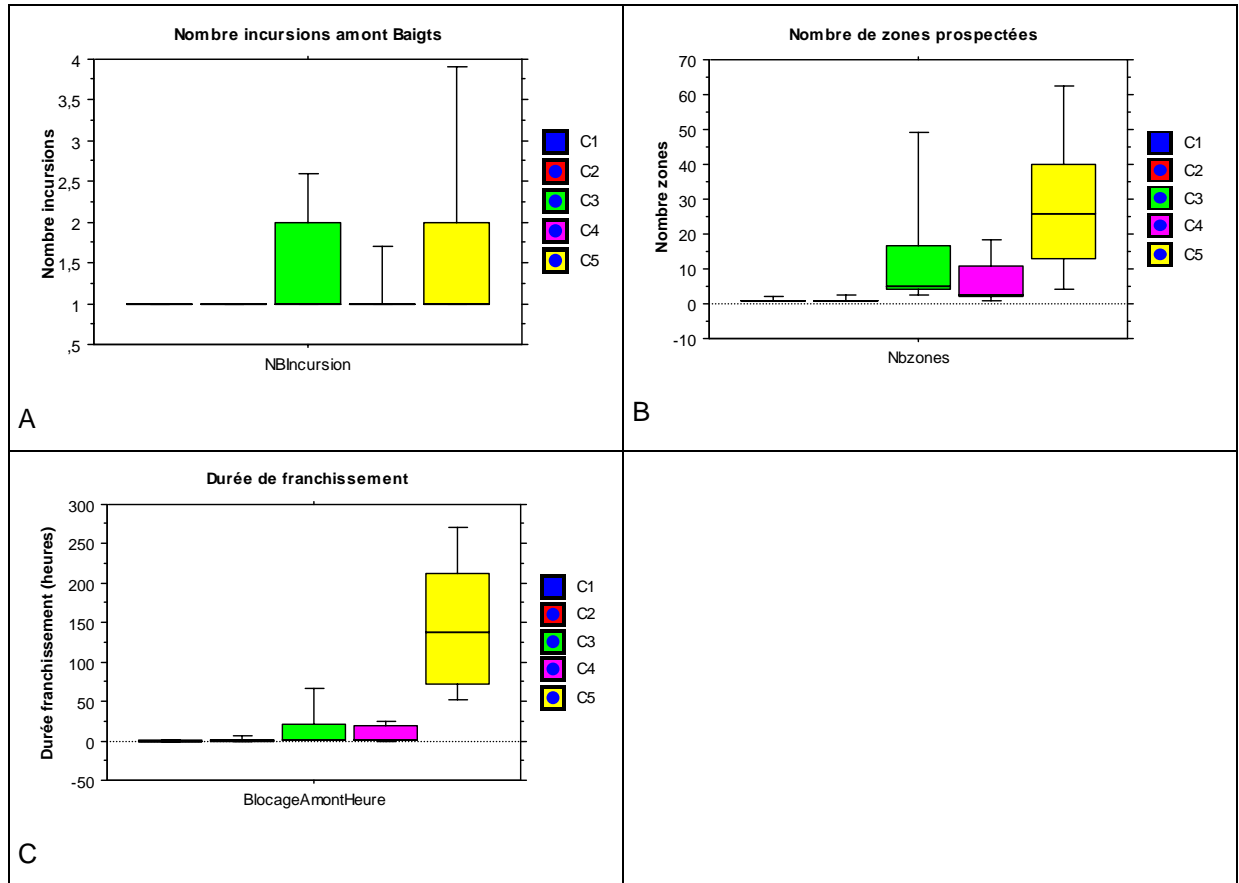 Nombre incursions amont Baigts
Nombre incursions
4
3,5
3
2,5
2
1,5
1
,5
NBIncursion
C1
C2
C3
C4
C5
A
Nombre de zones prospectées
Nombre zones
70
60
50
40
30
20
10
0
-10
Nbzones
C1
C2
C3
C4
C5
B
Durée de franchissement
Durée franchissement (heures)
300
250
200
150
100
50
0
-50
BlocageAmontHeure
C1
C2
C3
C4
C5
C